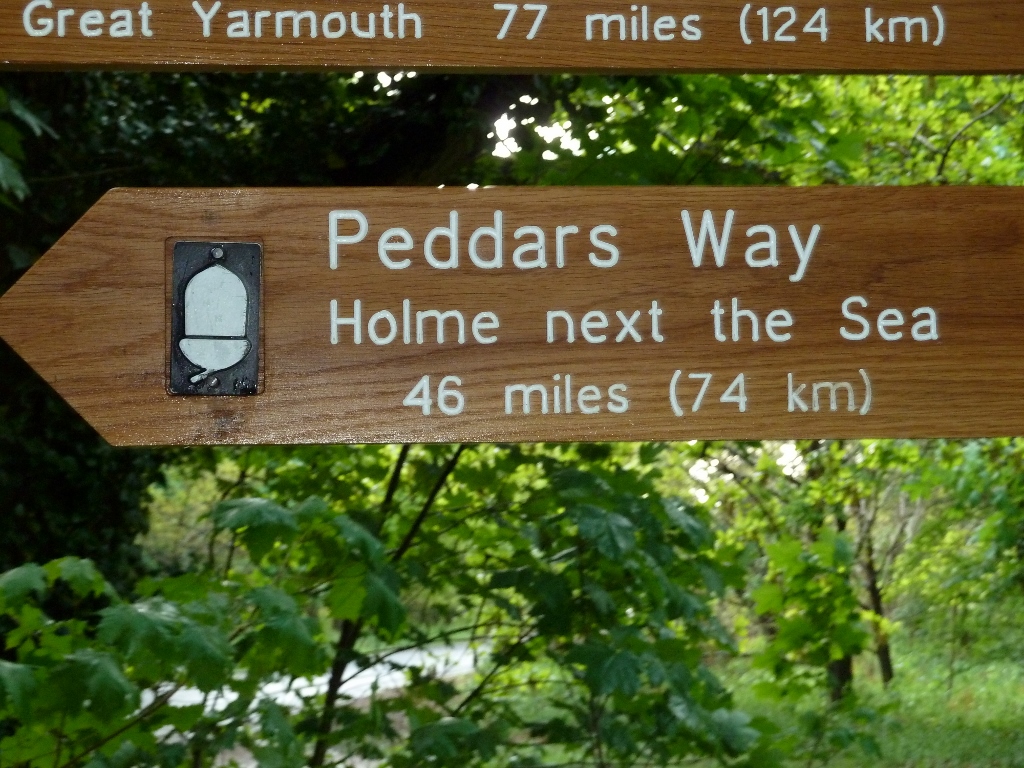 Great Yarmouth 77 miles (124 km)
Peddars Way
Holme next the Sea
46 miles (74 km)